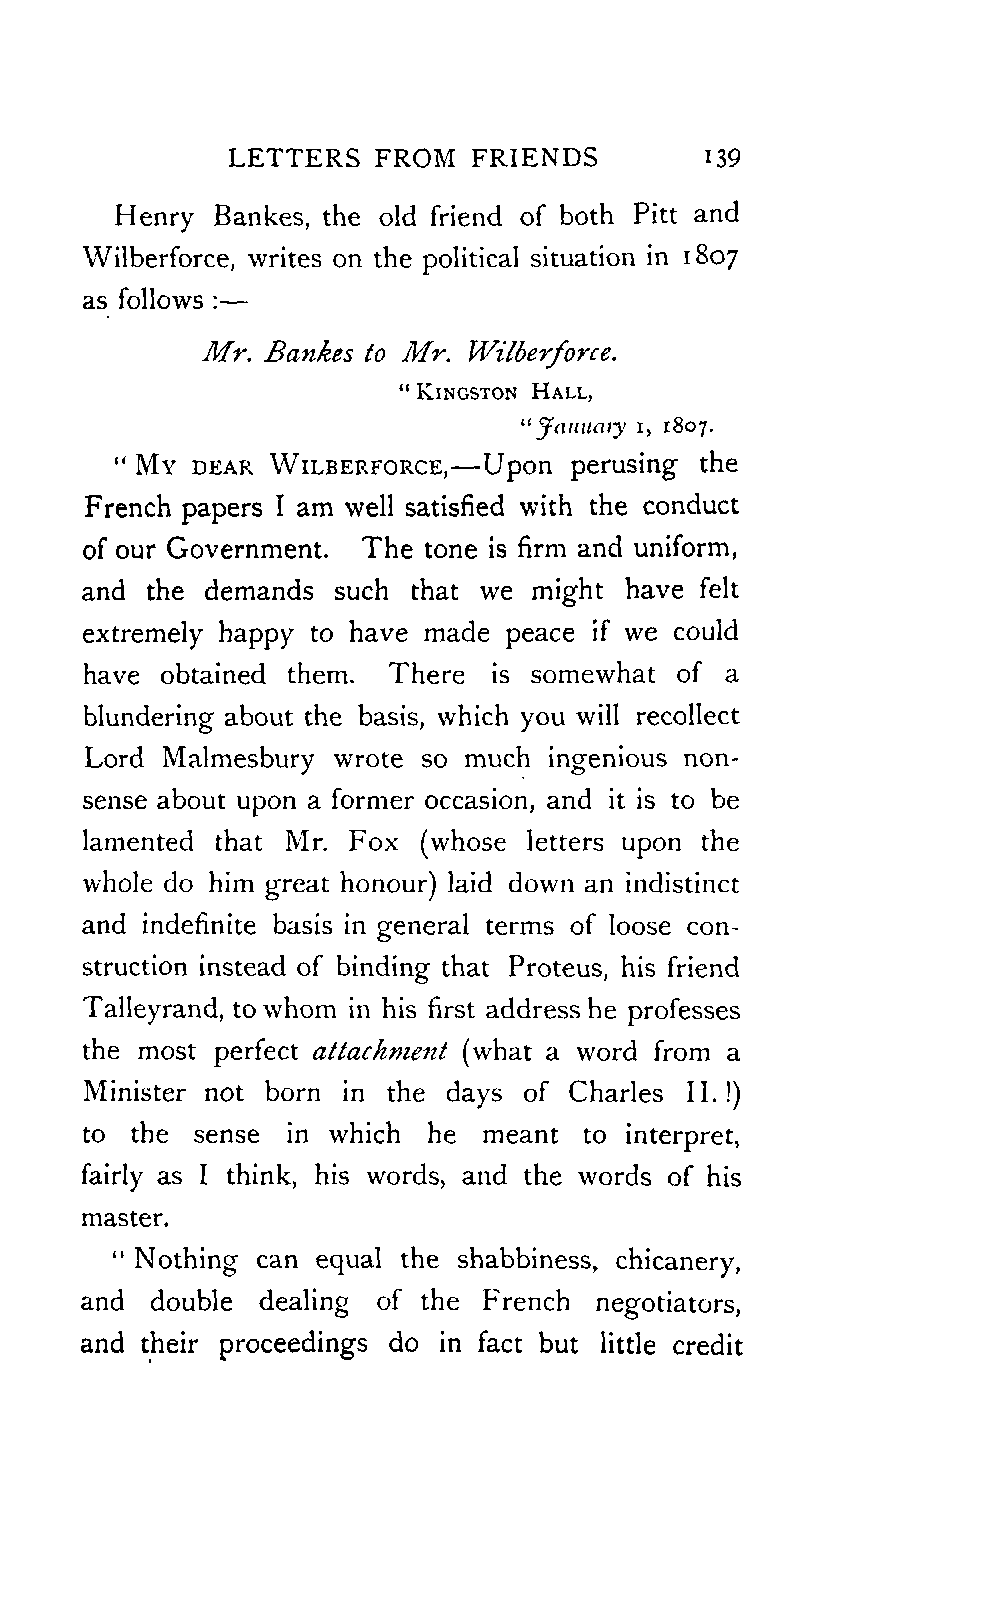 LETTERS FROM FRIENDS 139
Henry Bankes, the old friend of both Pitt and
Wilberforce, writes on the political situation in 1807
as follows :—
Mr. Bankes to Mr. Wilberforce.
"KINGSTON HALL,
"January 1, 1807.
"MY DEAR WILBERFORCE,—Upon perusing the
French papers I am well satisfied with the conduct
of our Government. The tone is firm and uniform,
and the demands such that we might have felt
extremely happy to have made peace if we could
have obtained them. There is somewhat of a
blundering about the basis, which you will recollect
Lord Malmesbury wrote so much ingenious non-
sense about upon a former occasion, and it is to be
lamented that Mr. Fox (whose letters upon the
whole do him great honour) laid down an indistinct
and indefinite basis in general terms of loose con-
struction instead of binding that Proteus, his friend
Talleyrand, to whom in his first address he professes
the most perfect attachment (what a word from a
Minister not born in the days of Charles II. !)
to the sense in which he meant to interpret,
fairly as I think, his words, and the words of his
master.
"Nothing can equal the shabbiness, chicanery,
and double dealing of the French negotiators,
and their proceedings do in fact but little credit